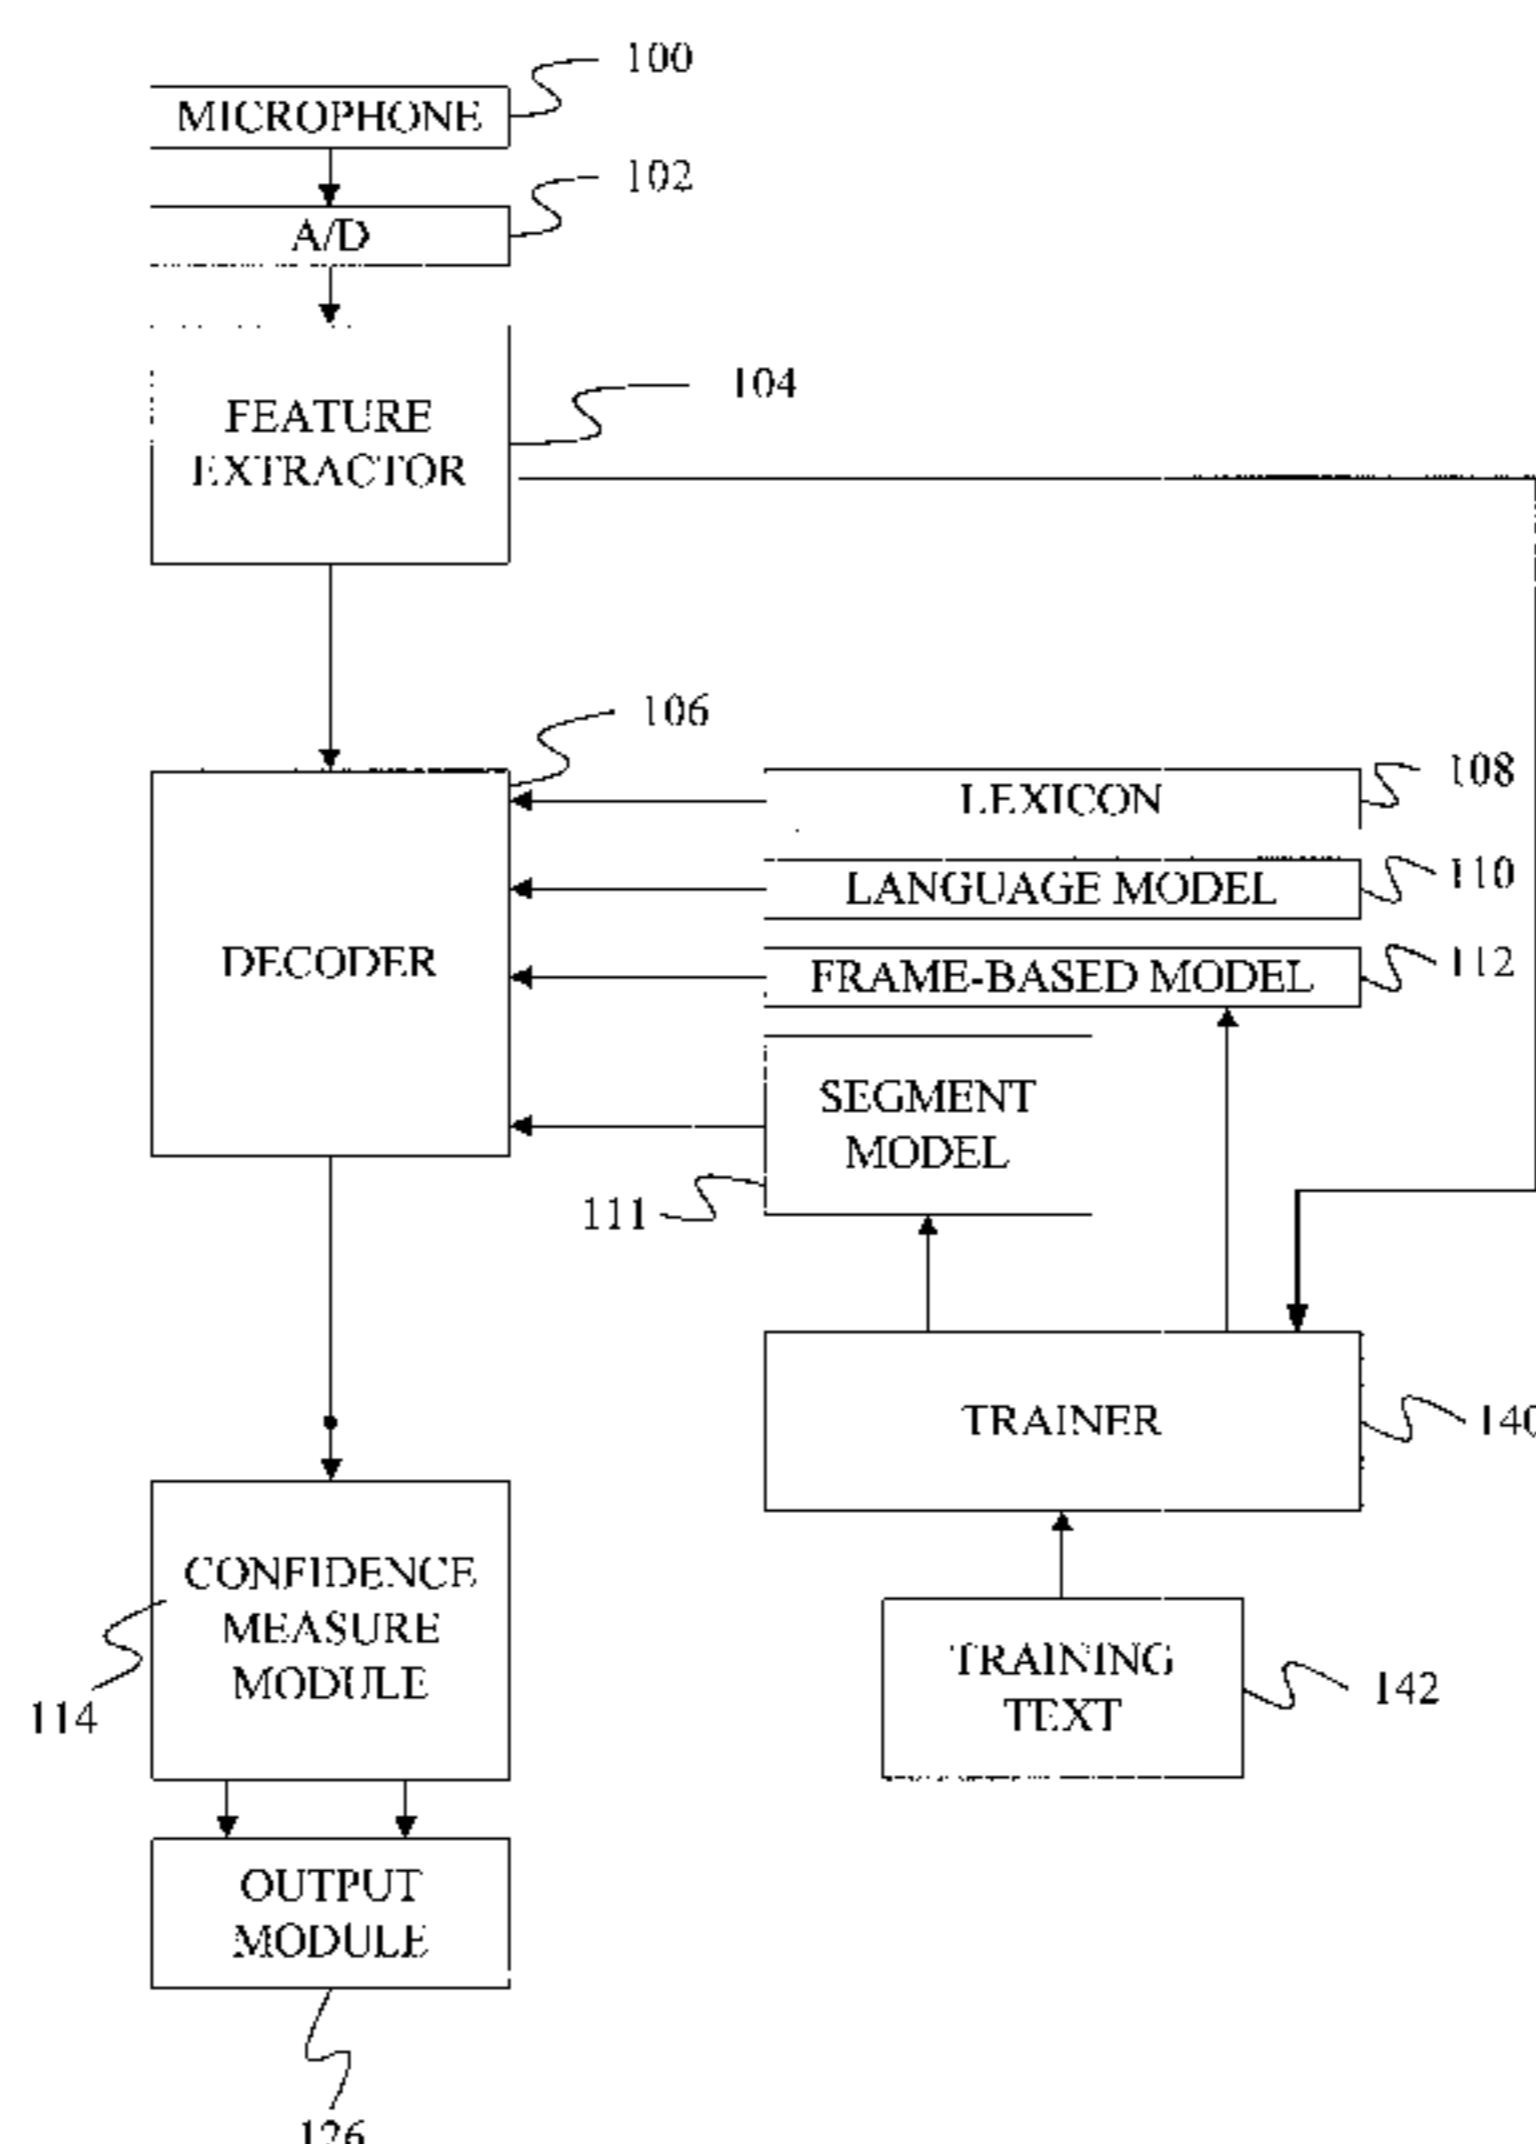 100
MICROPHONE
102
A/D
104
FEATURE
EXTRACTOR
106
108
LEXICON
110
LANGUAGE MODEL
112
FRAME-BASED MODEL
DECODER
SEGMENT
MODEL
111
TRAINER
140
CONFIDENCE
MEASURE
MODULE
114
TRAINING
TEXT
142
OUTPUT
MODULE
126